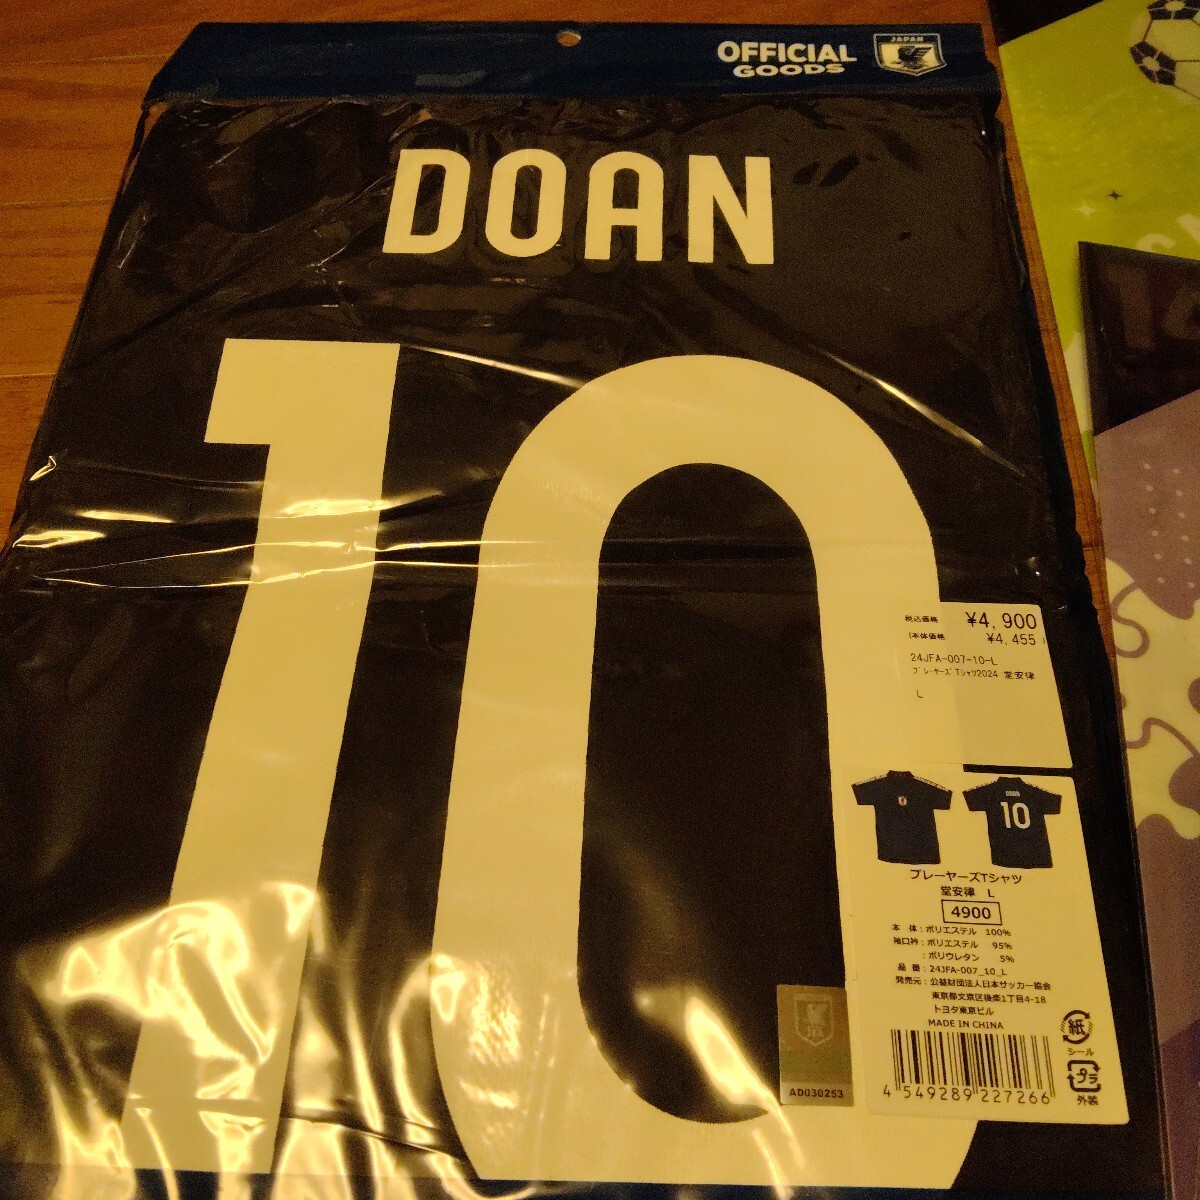 OFFICIAL
GOODS
JAPAN
DOAN
10
税込価格 ¥4,900
(本体価格 ¥4,455)
24JFA-007-10-L
プレーヤーズTシャツ2024 堂安律
L
DOAN
10
プレーヤーズTシャツ
堂安律 L
4900
本 体:ポリエステル 100%
袖口衿:ポリエステル 95%
:ポリウレタン 5%
品 番:24JFA-007_10_L
発売元:公益財団法人日本サッカー協会
東京都文京区後楽1丁目4-18
トヨタ東京ビル
MADE IN CHINA
4 549289 227266
紙
シール
プラ
外装
JFA
AD030253